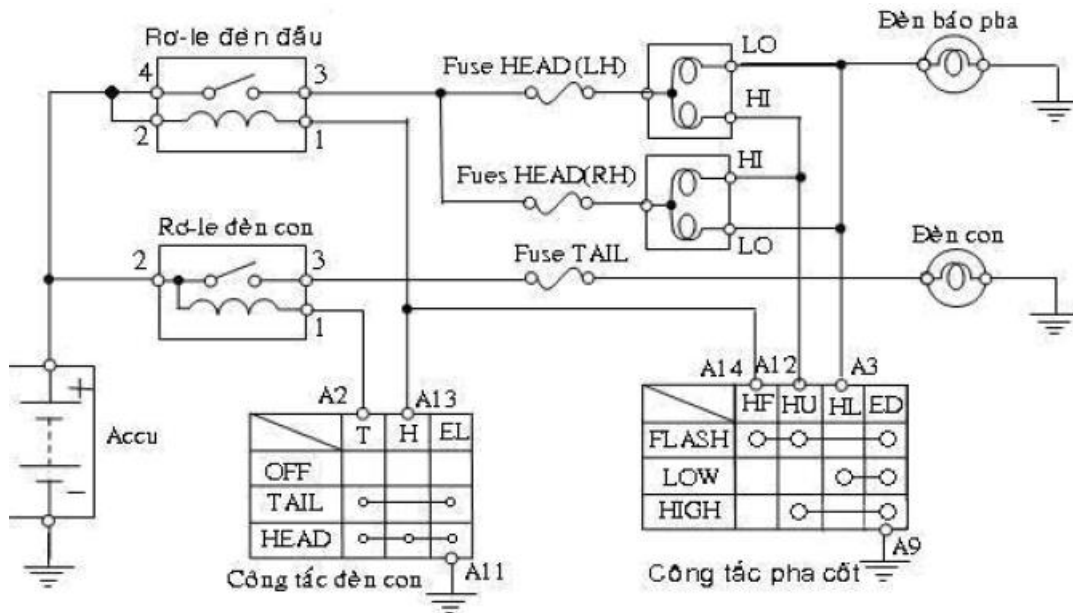 Rơ-le đèn đầu
Đèn báo pha
4
3
2
1
Fuse HEAD (LH)
LO
HI
Fues HEAD(RH)
HI
LO
Rơ-le đèn con
2
3
1
Fuse TAIL
Đèn con
+
Accu
−
A2
A13
T H EL
OFF
TAIL
HEAD
A11
Công tắc đèn con
A14 A12 A3
HF HU HL ED
FLASH
LOW
HIGH
A9
Công tắc pha cốt